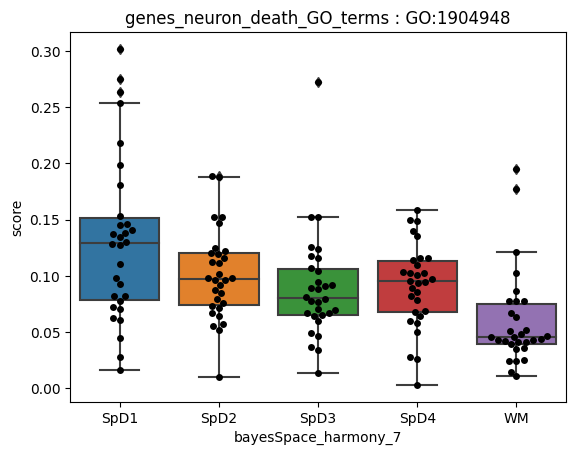 genes_neuron_death_GO_terms : GO:1904948
0.30
0.25
0.20
0.15
0.10
0.05
0.00
score
SpD1 SpD2 SpD3 SpD4 WM
bayesSpace_harmony_7